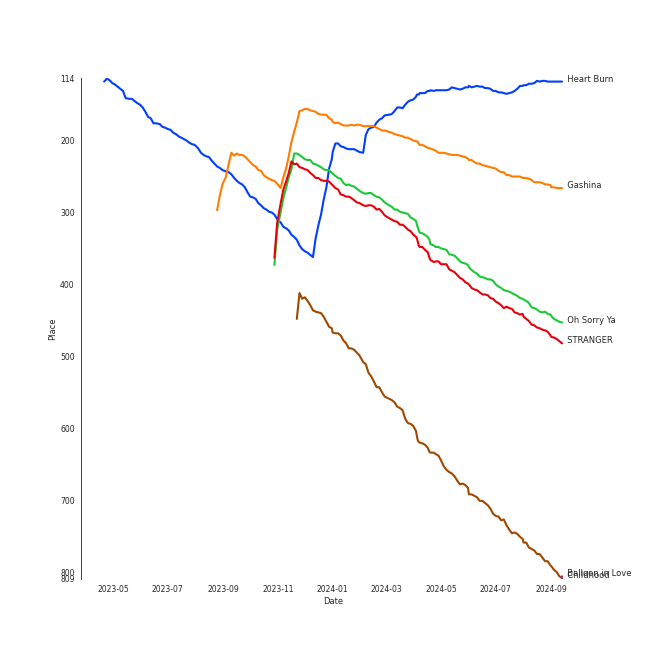 114
200
300
400
500
600
700
800
809
Place
2023-05
2023-07
2023-09
2023-11
2024-01
2024-03
2024-05
2024-07
2024-09
Date
Heart Burn
Gashina
Oh Sorry Ya
STRANGER
Balloon in Love
Childhood